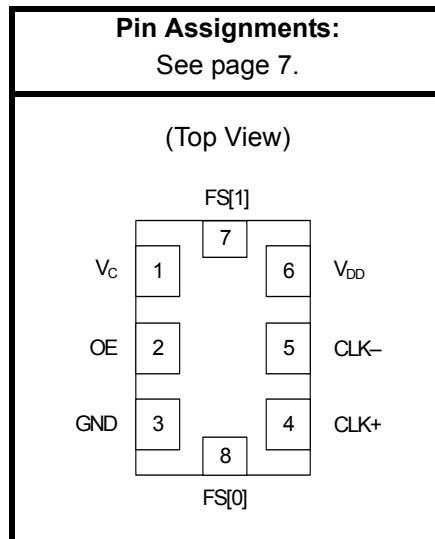 Pin Assignments:
See page 7.
(Top View)
FS[1]
7
VC 1 6 VDD
OE 2 5 CLK–
GND 3 4 CLK+
8
FS[0]